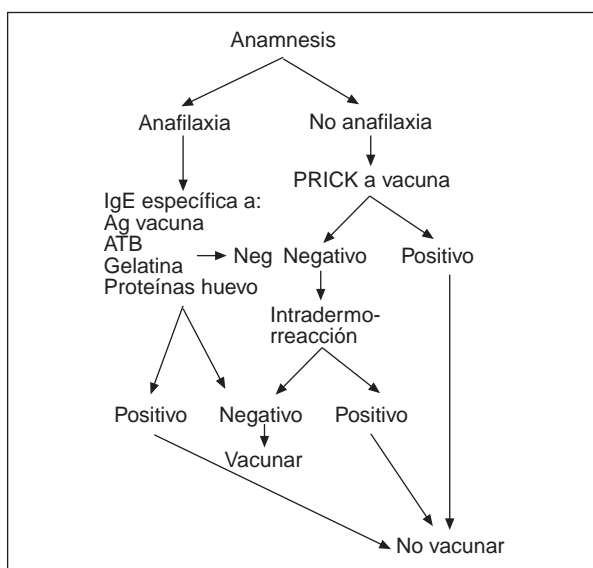 Anamnesis
Anafilaxia
No anafilaxia
PRICK a vacuna
IgE específica a:
Ag vacuna
ATB
Gelatina
Proteínas huevo
Neg
Negativo
Positivo
Intradermo-
rreacción
Positivo
Negativo
Positivo
Vacunar
No vacunar